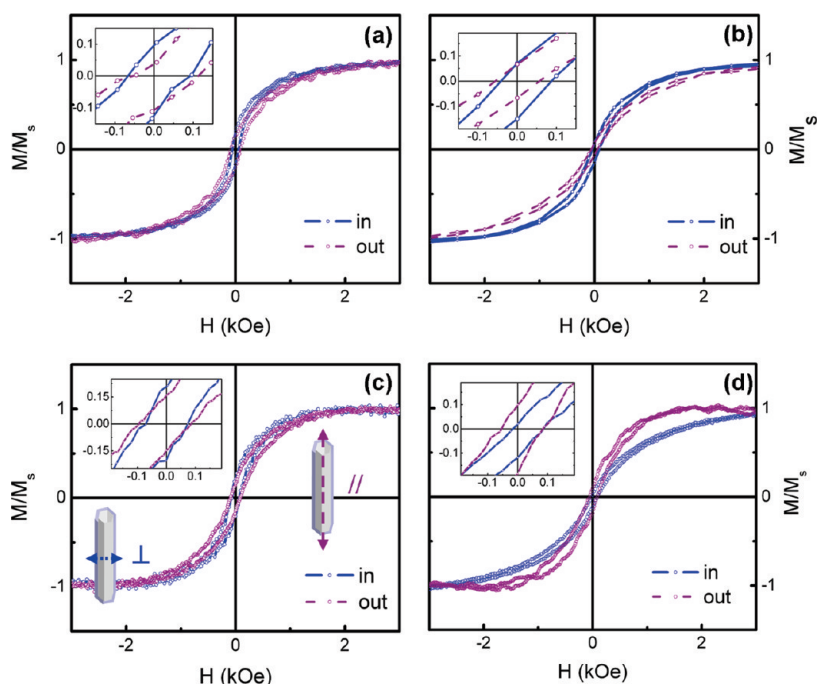 (a)
0.1
0.0
-0.1
-0.1
0.0
0.1
1
0
-1
M/Ms
in
out
-2
0
2
H (kOe)
(b)
0.1
0.0
-0.1
-0.1
0.0
0.1
1
0
-1
M/Ms
in
out
-2
0
2
H (kOe)
(c)
0.15
0.00
-0.15
-0.1
0.0
0.1
1
0
-1
M/Ms
⊥
//
in
out
-2
0
2
H (kOe)
(d)
0.1
0.0
-0.1
-0.1
0.0
0.1
1
0
-1
M/Ms
in
out
-2
0
2
H (kOe)